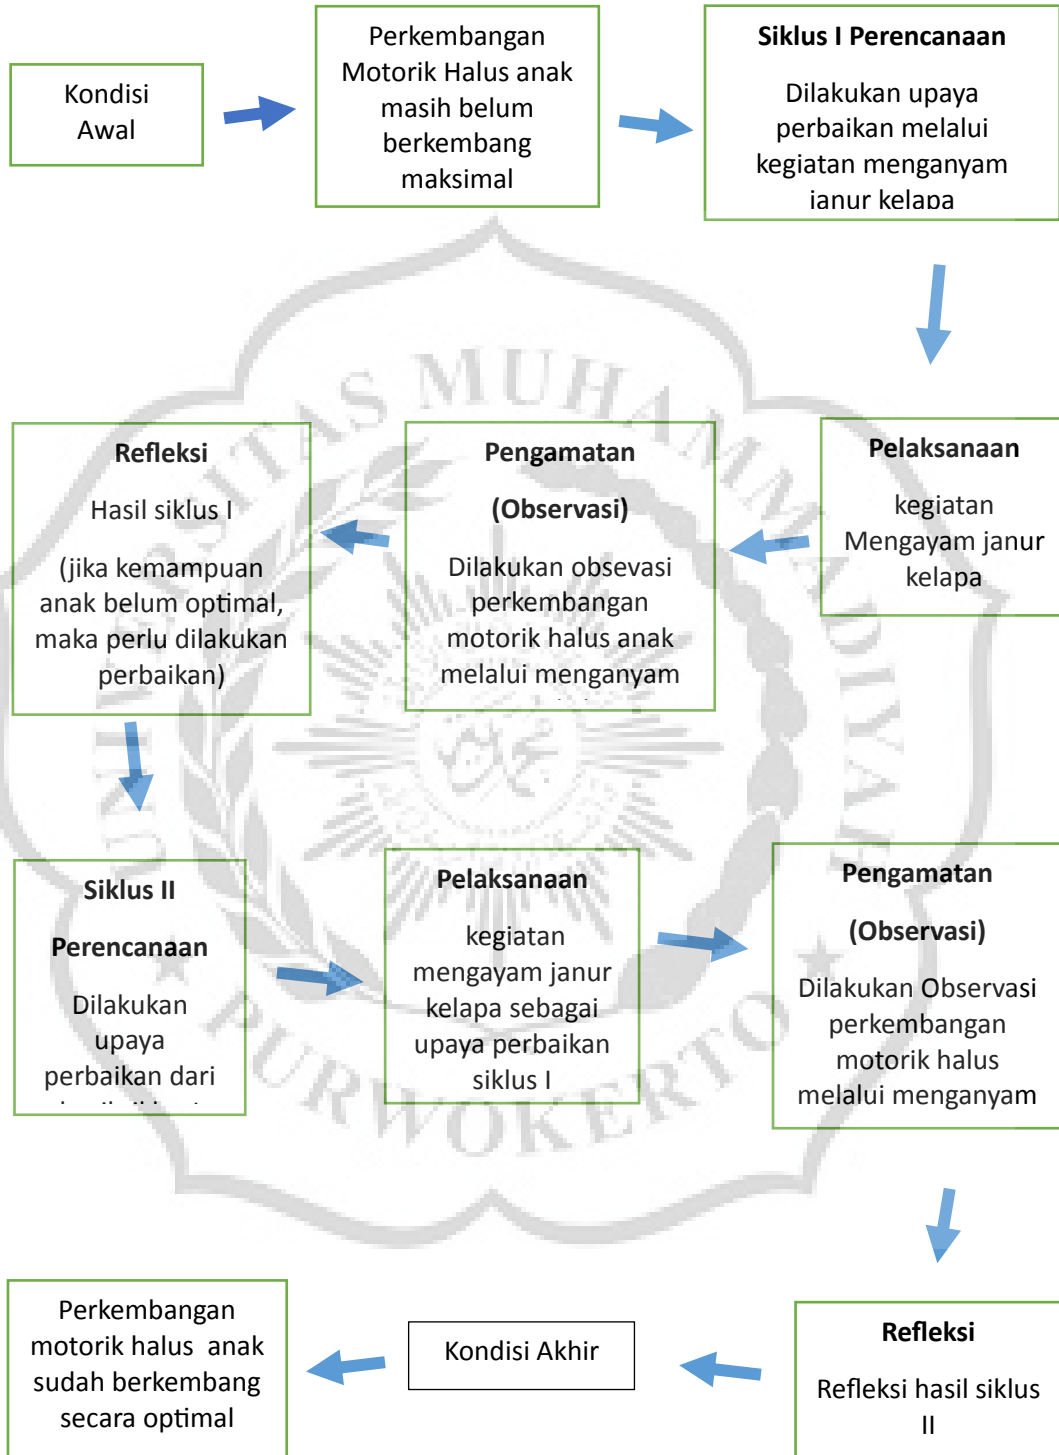 Kondisi
Awal
Perkembangan
Motorik Halus anak
masih belum
berkembang
maksimal
Siklus I Perencanaan
Dilakukan upaya
perbaikan melalui
kegiatan menganyam
janur kelapa
Pelaksanaan
kegiatan
Mengayam janur
kelapa
Pengamatan
(Observasi)
Dilakukan obsevasi
perkembangan
motorik halus anak
melalui menganyam
Refleksi
Hasil siklus I
(jika kemampuan
anak belum optimal,
maka perlu dilakukan
perbaikan)
Siklus II
Perencanaan
Dilakukan
upaya
perbaikan dari
Pelaksanaan
kegiatan
mengayam janur
kelapa sebagai
upaya perbaikan
siklus I
Pengamatan
(Observasi)
Dilakukan Observasi
perkembangan
motorik halus
melalui menganyam
Refleksi
Refleksi hasil siklus
II
Kondisi Akhir
Perkembangan
motorik halus  anak
sudah berkembang
secara optimal
UNIVERSITAS MUHAMMADIYAH
PURWOKERTO